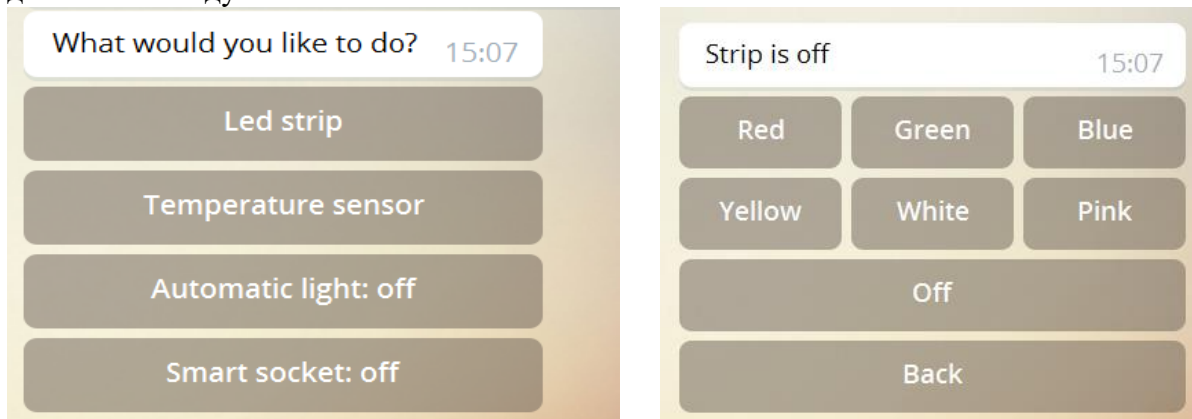 What would you like to do? 15:07
Led strip
Temperature sensor
Automatic light: off
Smart socket: off
Strip is off 15:07
Red Green Blue
Yellow White Pink
Off
Back